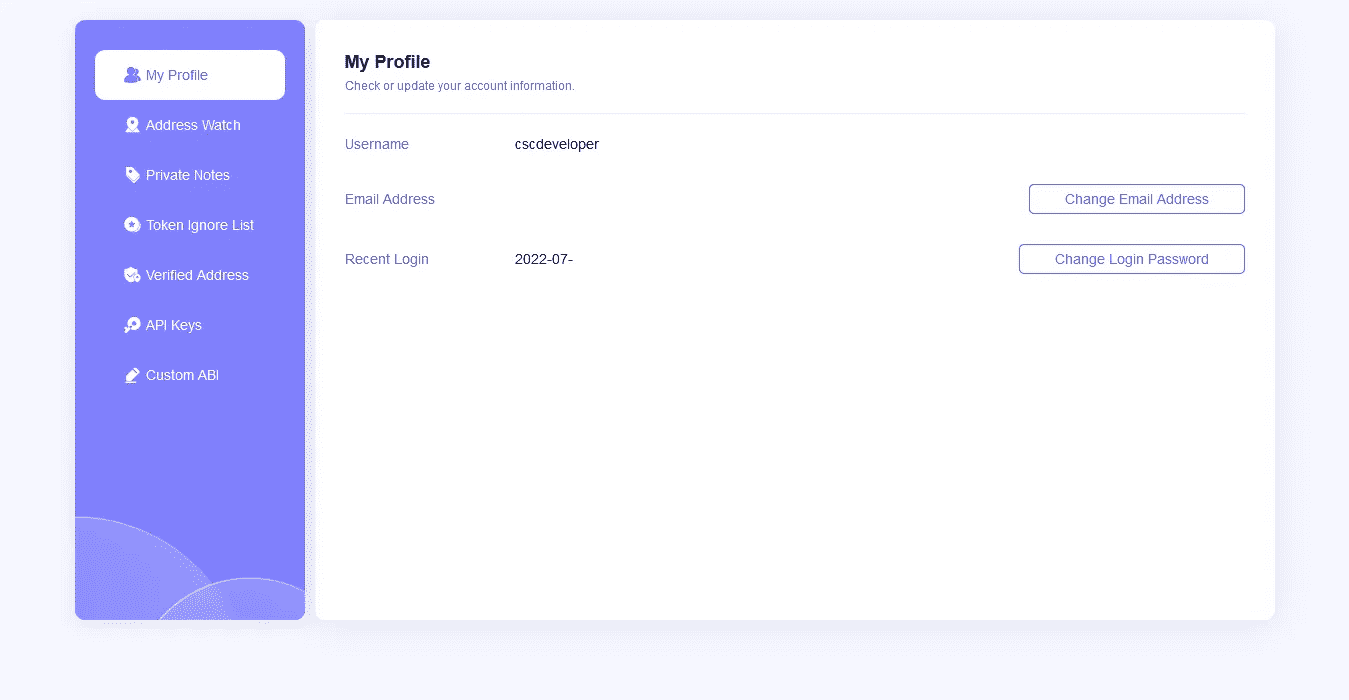 My Profile
Address Watch
Private Notes
Token Ignore List
Verified Address
API Keys
Custom ABI
My Profile
Check or update your account information.
Username cscdeveloper
Email Address Change Email Address
Recent Login 2022-07- Change Login Password